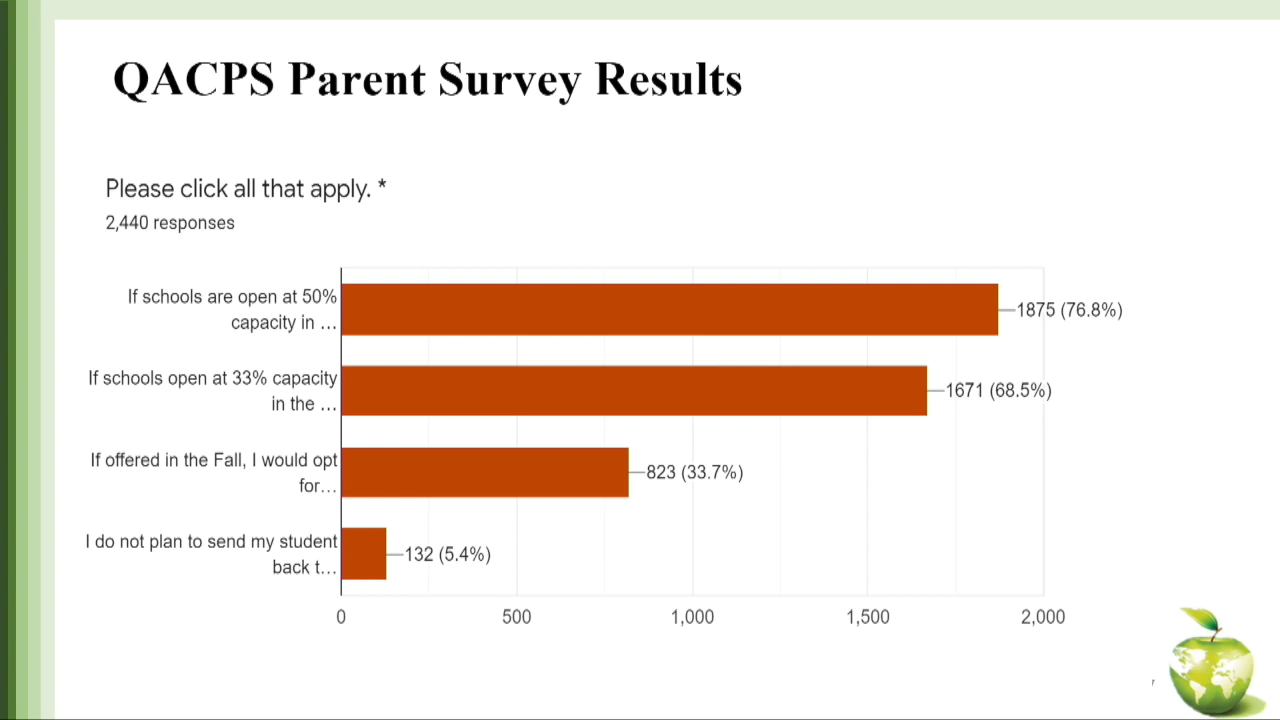 QACPS Parent Survey Results
Please click all that apply. *
2,440 responses
If schools are open at 50%
capacity in …
1875 (76.8%)
If schools open at 33% capacity
in the …
1671 (68.5%)
If offered in the Fall, I would opt
for…
823 (33.7%)
I do not plan to send my student
back t…
132 (5.4%)
0 500 1,000 1,500 2,000